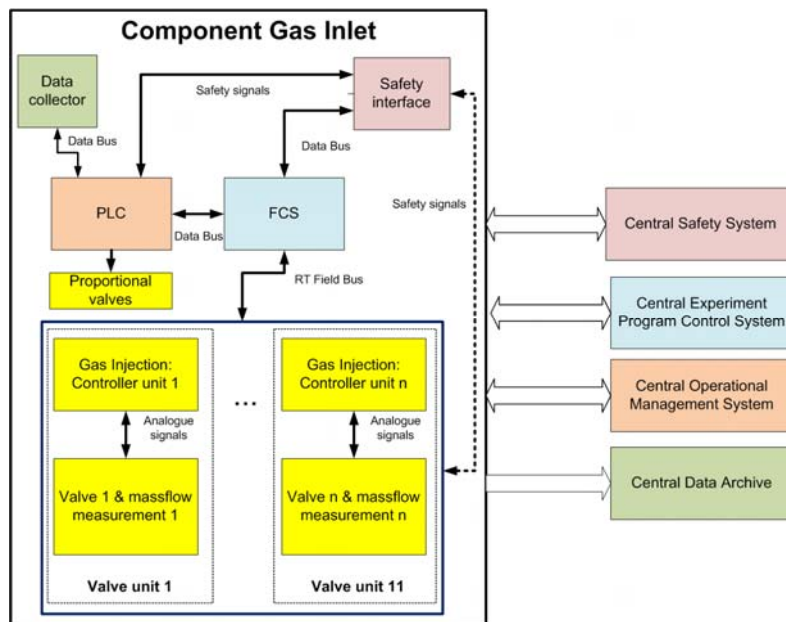 Component Gas Inlet
Data
collector
Safety signals
Safety
interface
Data Bus
Data Bus
PLC
FCS
Data Bus
Safety signals
Proportional
valves
RT Field Bus
Gas Injection:
Controller unit 1
Gas Injection:
Controller unit n
...
Analogue
signals
Analogue
signals
Valve 1 & massflow
measurement 1
Valve n & massflow
measurement n
Valve unit 1
Valve unit 11
Central Safety System
Central Experiment
Program Control System
Central Operational
Management System
Central Data Archive